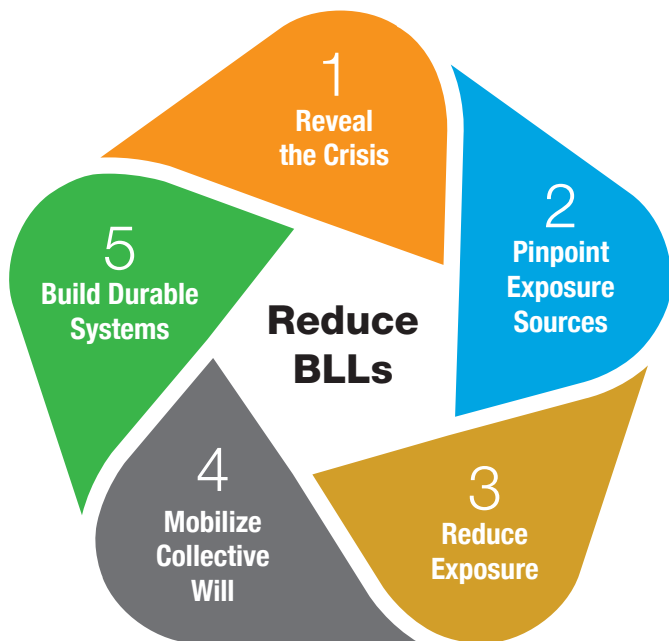 1
Reveal
the Crisis
2
Pinpoint
Exposure
Sources
3
Reduce
Exposure
4
Mobilize
Collective
Will
5
Build Durable
Systems
Reduce
BLLs